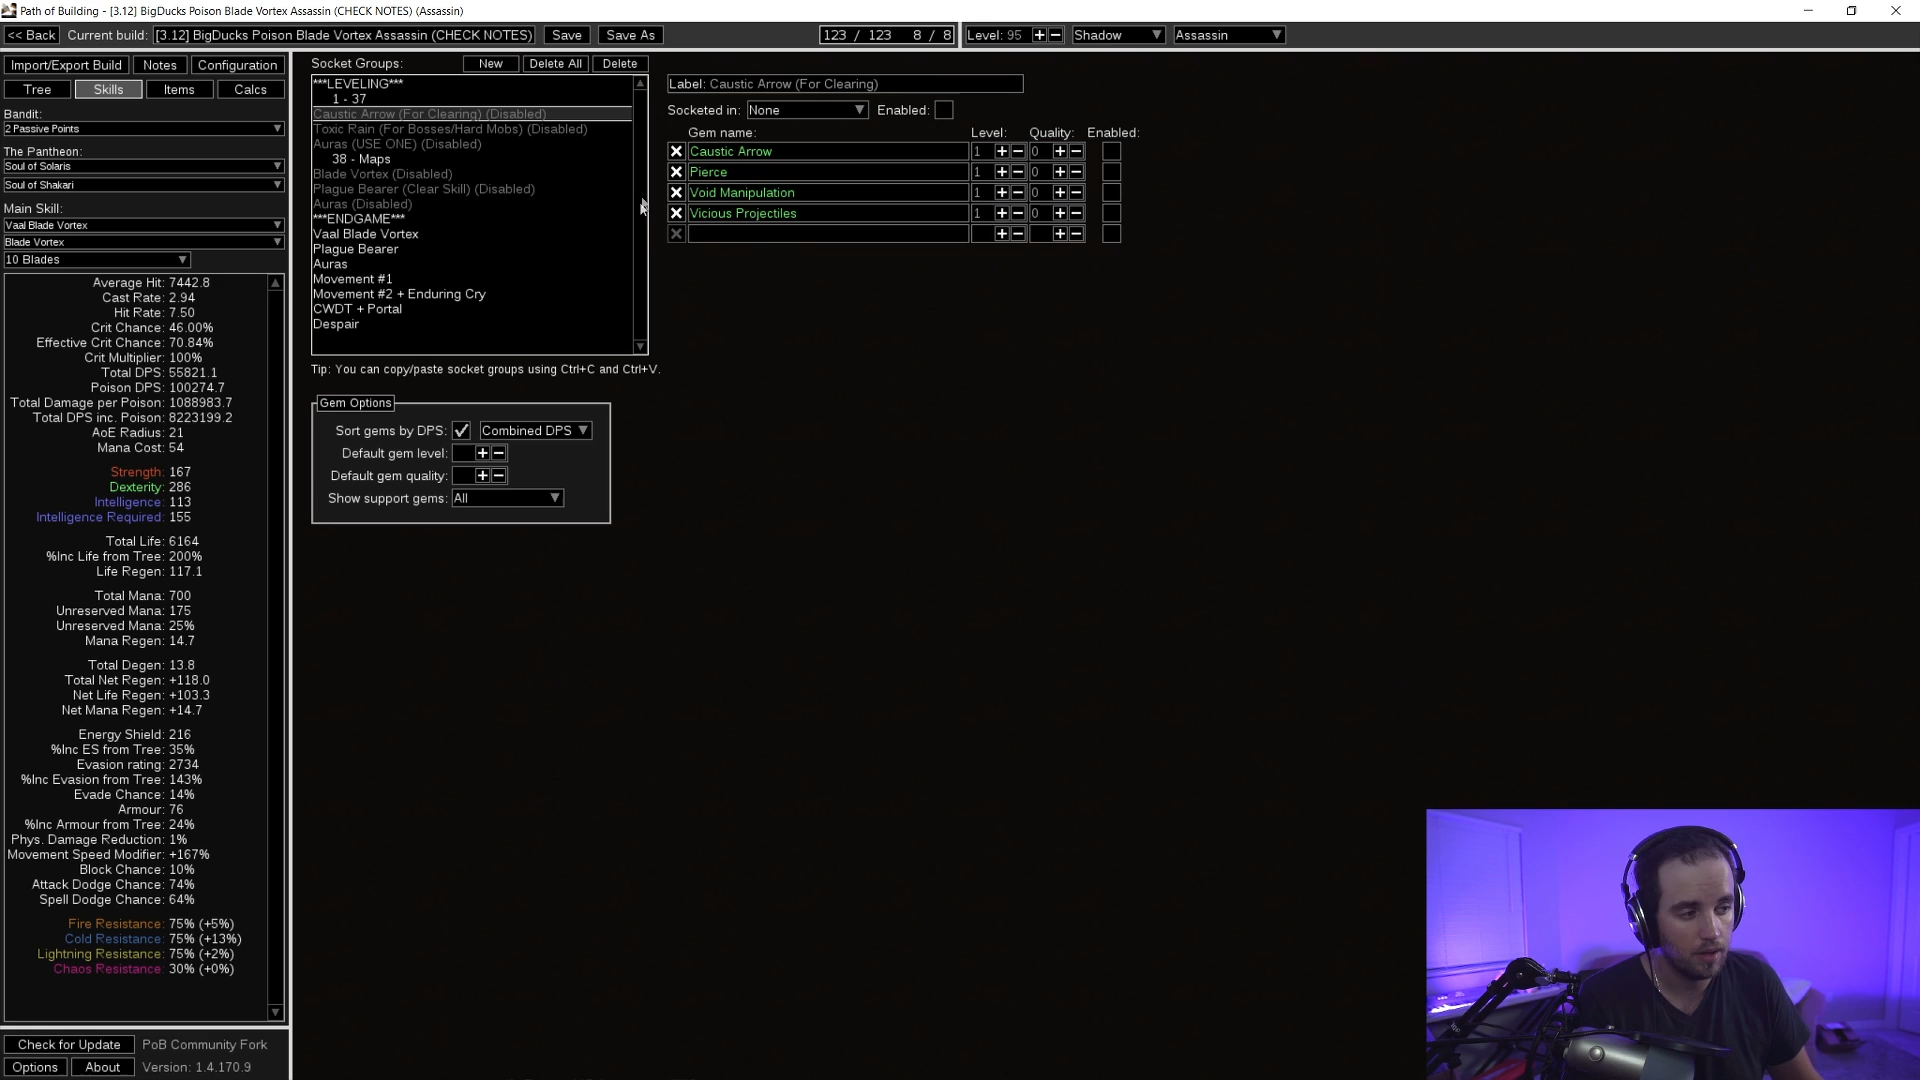 Path of Building - [3.12] BigDucks Poison Blade Vortex Assassin (CHECK NOTES) (Assassin)
<< Back Current build: [3.12] BigDucks Poison Blade Vortex Assassin (CHECK NOTES) Save Save As 123 / 123 8 / 8 Level: 95 Shadow Assassin
Import/Export Build Notes Configuration
Tree Skills Items Calcs
Bandit:
2 Passive Points
The Pantheon:
Soul of Solaris
Soul of Shakari
Main Skill:
Vaal Blade Vortex
Blade Vortex
10 Blades
Average Hit: 7442.8
Cast Rate: 2.94
Hit Rate: 7.50
Crit Chance: 46.00%
Effective Crit Chance: 70.84%
Crit Multiplier: 100%
Total DPS: 55821.1
Poison DPS: 100274.7
Total Damage per Poison: 1088983.7
Total DPS inc. Poison: 8223199.2
AoE Radius: 21
Mana Cost: 54
Strength: 167
Dexterity: 286
Intelligence: 113
Intelligence Required: 155
Total Life: 6164
%Inc Life from Tree: 200%
Life Regen: 117.1
Total Mana: 700
Unreserved Mana: 175
Unreserved Mana: 25%
Mana Regen: 14.7
Total Degen: 13.8
Total Net Regen: +118.0
Net Life Regen: +103.3
Net Mana Regen: +14.7
Energy Shield: 216
%Inc ES from Tree: 35%
Evasion rating: 2734
%Inc Evasion from Tree: 143%
Evade Chance: 14%
Armour: 76
%Inc Armour from Tree: 24%
Phys. Damage Reduction: 1%
Movement Speed Modifier: +167%
Block Chance: 10%
Attack Dodge Chance: 74%
Spell Dodge Chance: 64%
Fire Resistance: 75% (+5%)
Cold Resistance: 75% (+13%)
Lightning Resistance: 75% (+2%)
Chaos Resistance: 30% (+0%)
Check for Update PoB Community Fork
Options About Version: 1.4.170.9
Socket Groups: New Delete All Delete
***LEVELING***
1 - 37
Caustic Arrow (For Clearing) (Disabled)
Toxic Rain (For Bosses/Hard Mobs) (Disabled)
Auras (USE ONE) (Disabled)
38 - Maps
Blade Vortex (Disabled)
Plague Bearer (Clear Skill) (Disabled)
Auras (Disabled)
***ENDGAME***
Vaal Blade Vortex
Plague Bearer
Auras
Movement #1
Movement #2 + Enduring Cry
CWDT + Portal
Despair
Tip: You can copy/paste socket groups using Ctrl+C and Ctrl+V.
Gem Options
Sort gems by DPS: Combined DPS
Default gem level:
Default gem quality:
Show support gems: All
Label: Caustic Arrow (For Clearing)
Socketed in: None Enabled:
Gem name: Level: Quality: Enabled:
Caustic Arrow 1 0
Pierce 1 0
Void Manipulation 1 0
Vicious Projectiles 1 0